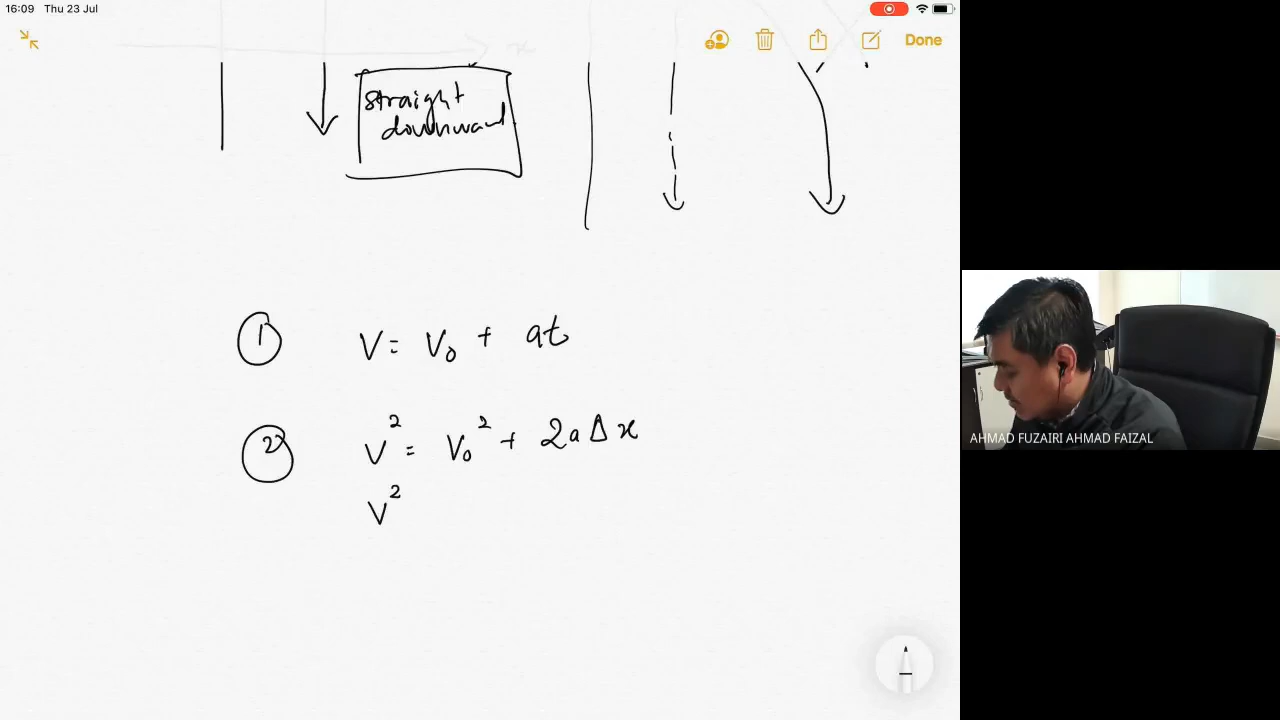 16:09 Thu 23 Jul
Done
x
straight
downward
① V = V₀ + at
② V² = V₀² + 2aΔx
V²
AHMAD FUZAIRI AHMAD FAIZAL